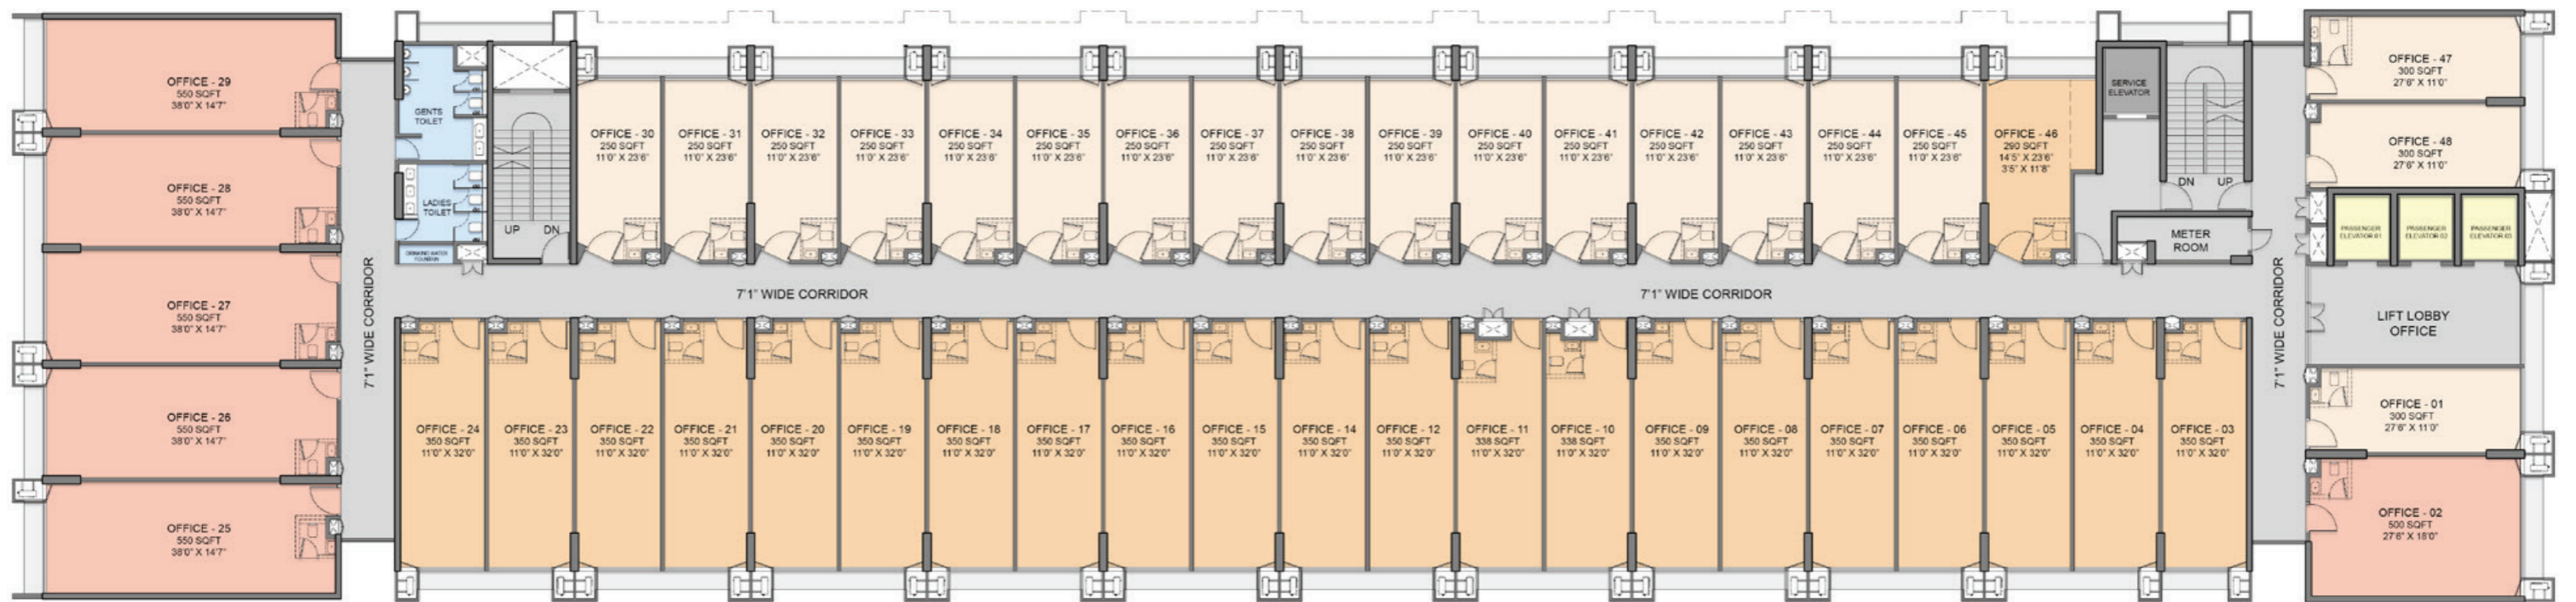 OFFICE - 29
550 SQFT
38'0" X 14'7"
OFFICE - 28
550 SQFT
38'0" X 14'7"
OFFICE - 27
550 SQFT
38'0" X 14'7"
OFFICE - 26
550 SQFT
38'0" X 14'7"
OFFICE - 25
550 SQFT
38'0" X 14'7"
7'1" WIDE CORRIDOR
GENTS
TOILET
LADIES
TOILET
DRINKING WATER
FOUNTAIN
UP DN
OFFICE - 30
250 SQFT
11'0" X 23'6"
OFFICE - 31
250 SQFT
11'0" X 23'6"
OFFICE - 32
250 SQFT
11'0" X 23'6"
OFFICE - 33
250 SQFT
11'0" X 23'6"
OFFICE - 34
250 SQFT
11'0" X 23'6"
OFFICE - 35
250 SQFT
11'0" X 23'6"
OFFICE - 36
250 SQFT
11'0" X 23'6"
OFFICE - 37
250 SQFT
11'0" X 23'6"
OFFICE - 38
250 SQFT
11'0" X 23'6"
OFFICE - 39
250 SQFT
11'0" X 23'6"
OFFICE - 40
250 SQFT
11'0" X 23'6"
OFFICE - 41
250 SQFT
11'0" X 23'6"
OFFICE - 42
250 SQFT
11'0" X 23'6"
OFFICE - 43
250 SQFT
11'0" X 23'6"
OFFICE - 44
250 SQFT
11'0" X 23'6"
OFFICE - 45
250 SQFT
11'0" X 23'6"
OFFICE - 46
290 SQFT
14'5" X 23'6"
3'5" X 11'8"
SERVICE
ELEVATOR
DN UP
METER
ROOM
7'1" WIDE CORRIDOR
7'1" WIDE CORRIDOR
OFFICE - 24
350 SQFT
11'0" X 32'0"
OFFICE - 23
350 SQFT
11'0" X 32'0"
OFFICE - 22
350 SQFT
11'0" X 32'0"
OFFICE - 21
350 SQFT
11'0" X 32'0"
OFFICE - 20
350 SQFT
11'0" X 32'0"
OFFICE - 19
350 SQFT
11'0" X 32'0"
OFFICE - 18
350 SQFT
11'0" X 32'0"
OFFICE - 17
350 SQFT
11'0" X 32'0"
OFFICE - 16
350 SQFT
11'0" X 32'0"
OFFICE - 15
350 SQFT
11'0" X 32'0"
OFFICE - 14
350 SQFT
11'0" X 32'0"
OFFICE - 12
350 SQFT
11'0" X 32'0"
OFFICE - 11
338 SQFT
11'0" X 32'0"
OFFICE - 10
338 SQFT
11'0" X 32'0"
OFFICE - 09
350 SQFT
11'0" X 32'0"
OFFICE - 08
350 SQFT
11'0" X 32'0"
OFFICE - 07
350 SQFT
11'0" X 32'0"
OFFICE - 06
350 SQFT
11'0" X 32'0"
OFFICE - 05
350 SQFT
11'0" X 32'0"
OFFICE - 04
350 SQFT
11'0" X 32'0"
OFFICE - 03
350 SQFT
11'0" X 32'0"
7'1" WIDE CORRIDOR
OFFICE - 47
300 SQFT
27'6" X 11'0"
OFFICE - 48
300 SQFT
27'6" X 11'0"
PASSENGER
ELEVATOR 01
PASSENGER
ELEVATOR 02
PASSENGER
ELEVATOR 03
LIFT LOBBY
OFFICE
OFFICE - 01
300 SQFT
27'6" X 11'0"
OFFICE - 02
500 SQFT
27'6" X 18'0"